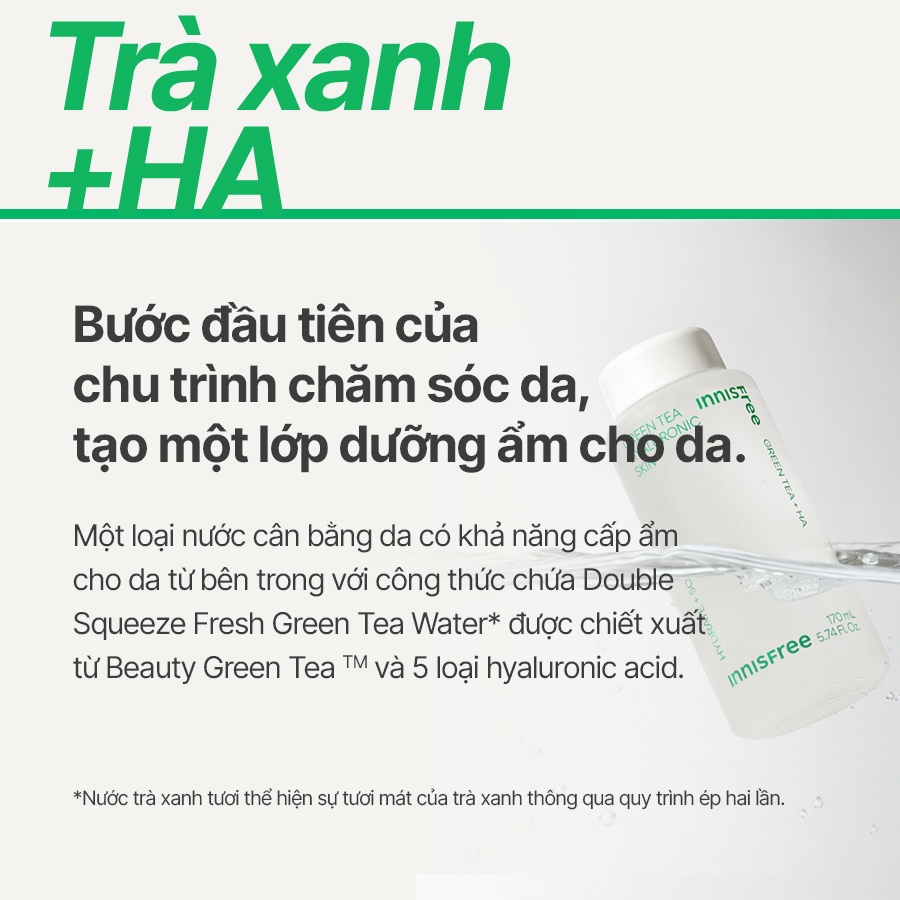 Trà xanh
+HA
Bước đầu tiên của
chu trình chăm sóc da,
tạo một lớp dưỡng ẩm cho da.
Một loại nước cân bằng da có khả năng cấp ẩm
cho da từ bên trong với công thức chứa Double
Squeeze Fresh Green Tea Water* được chiết xuất
từ Beauty Green Tea ™ và 5 loại hyaluronic acid.
*Nước trà xanh tươi thể hiện sự tươi mát của trà xanh thông qua quy trình ép hai lần.
INNISFree
TEA
GREEN TEA + HA
170 mL
5.74 Fl. Oz.
INNISFree